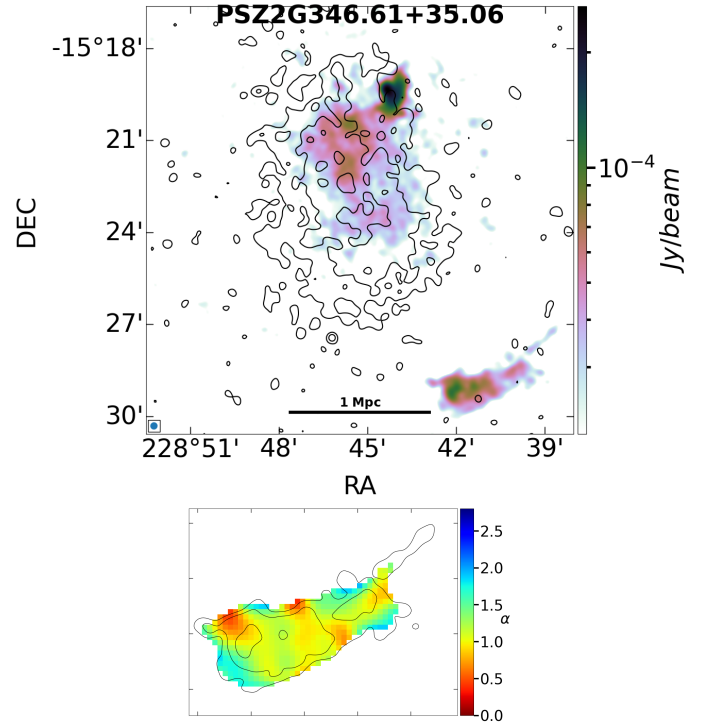 PSZ2G346.61+35.06
-15°18'
21'
24'
27'
30'
DEC
1 Mpc
228°51' 48' 45' 42' 39'
RA
10⁻⁴
Jy/beam
2.5
2.0
1.5
1.0
0.5
0.0
α